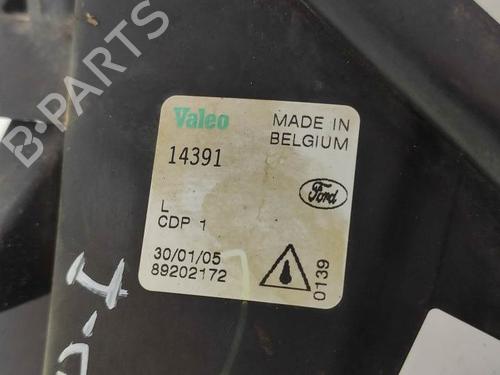 B-PARTS
Valeo
MADE IN
BELGIUM
14391
Ford
L
CDP 1
30/01/05
89202172
0139